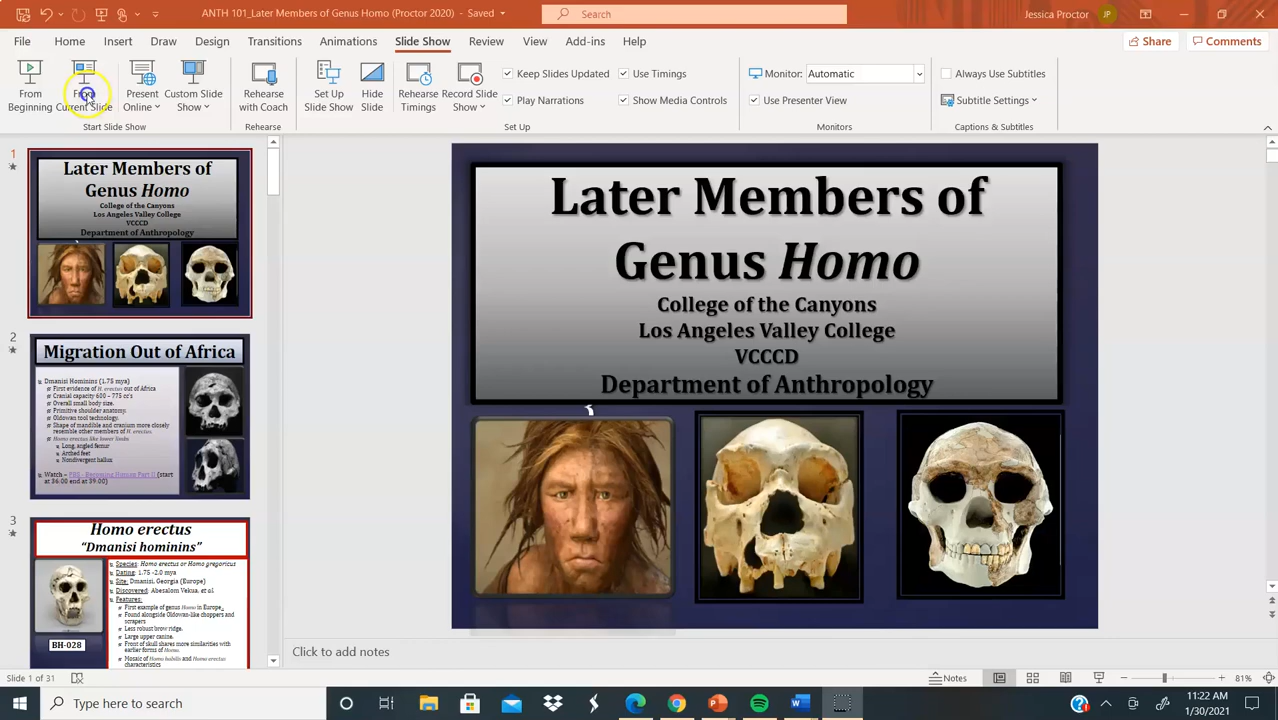 ANTH 101_Later Members of Genus Homo (Proctor 2020) - Saved
Search
Jessica Proctor
JP
File
Home
Insert
Draw
Design
Transitions
Animations
Slide Show
Review
View
Add-ins
Help
Share
Comments
From Beginning
From Current Slide
Present Online
Custom Slide Show
Start Slide Show
Rehearse with Coach
Rehearse
Set Up Slide Show
Hide Slide
Rehearse Timings
Record Slide Show
Keep Slides Updated
Play Narrations
Use Timings
Show Media Controls
Set Up
Monitor:
Automatic
Use Presenter View
Monitors
Always Use Subtitles
Subtitle Settings
Captions & Subtitles
1
Later Members of
Genus Homo
College of the Canyons
Los Angeles Valley College
VCCCD
Department of Anthropology
2
Migration Out of Africa
Dmanisi Hominins (1.75 mya)
First evidence of H. erectus out of Africa
Cranial capacity 600 – 775 cc's
Overall small body size.
Primitive shoulder anatomy.
Oldowan tool technology.
Shape of mandible and cranium more closely
resemble other members of H. erectus.
Homo erectus like lower limbs
Long, angled femur
Arched feet
Nondivergent hallux
Watch – PBS - Becoming Human Part II (start
at 36:00 end at 39:00)
3
Homo erectus
"Dmanisi hominins"
BH-028
Species: Homo erectus or Homo georgicus
Dating: 1.75 -2.0 mya
Site: Dmanisi, Georgia (Europe)
Discovered: Abesalom Vekua, et al.
Features:
First example of genus Homo in Europe.
Found alongside Oldowan-like choppers and
scrapers
Less robust brow ridge.
Large upper canine.
Front of skull shares more similarities with
earlier forms of Homo.
Mosaic of Homo habilis and Homo erectus
characteristics
Later Members of
Genus Homo
College of the Canyons
Los Angeles Valley College
VCCCD
Department of Anthropology
Click to add notes
Slide 1 of 31
Notes
81%
Type here to search
11:22 AM
1/30/2021